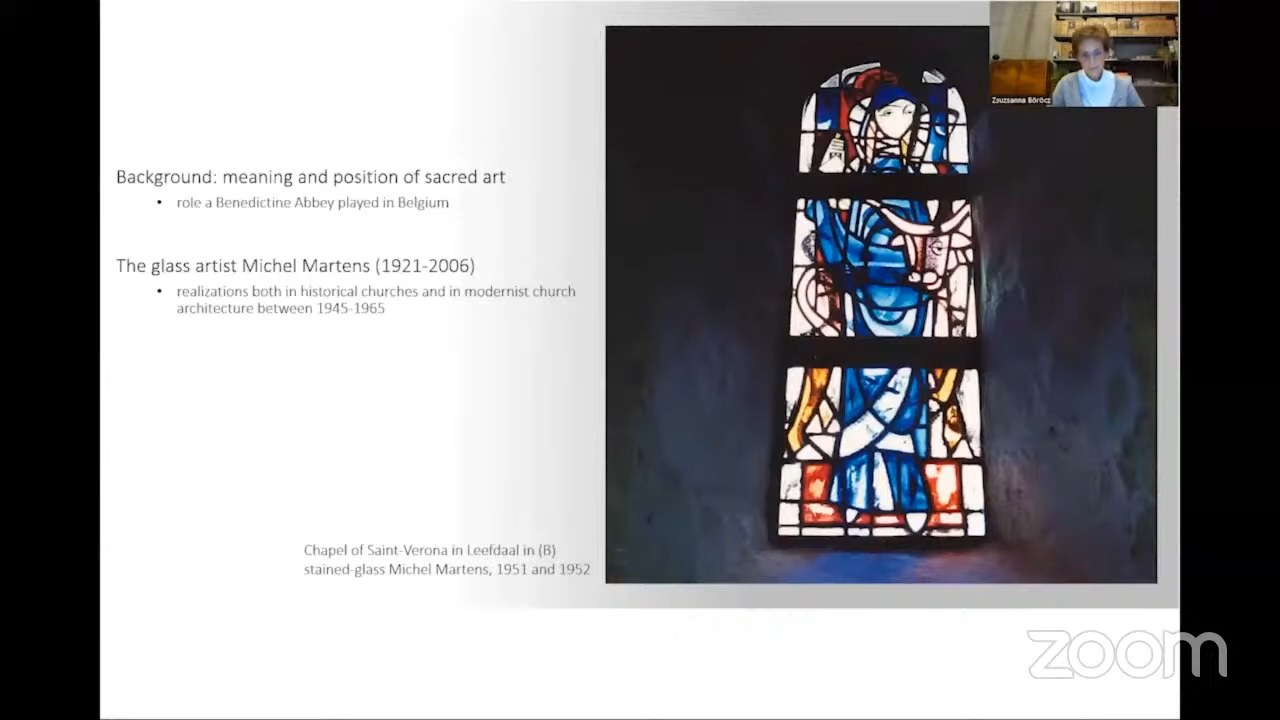 Zsuzsanna Böröcz
Background: meaning and position of sacred art
• role a Benedictine Abbey played in Belgium
The glass artist Michel Martens (1921-2006)
• realizations both in historical churches and in modernist church
architecture between 1945-1965
Chapel of Saint-Verona in Leefdaal in (B)
stained-glass Michel Martens, 1951 and 1952
zoom